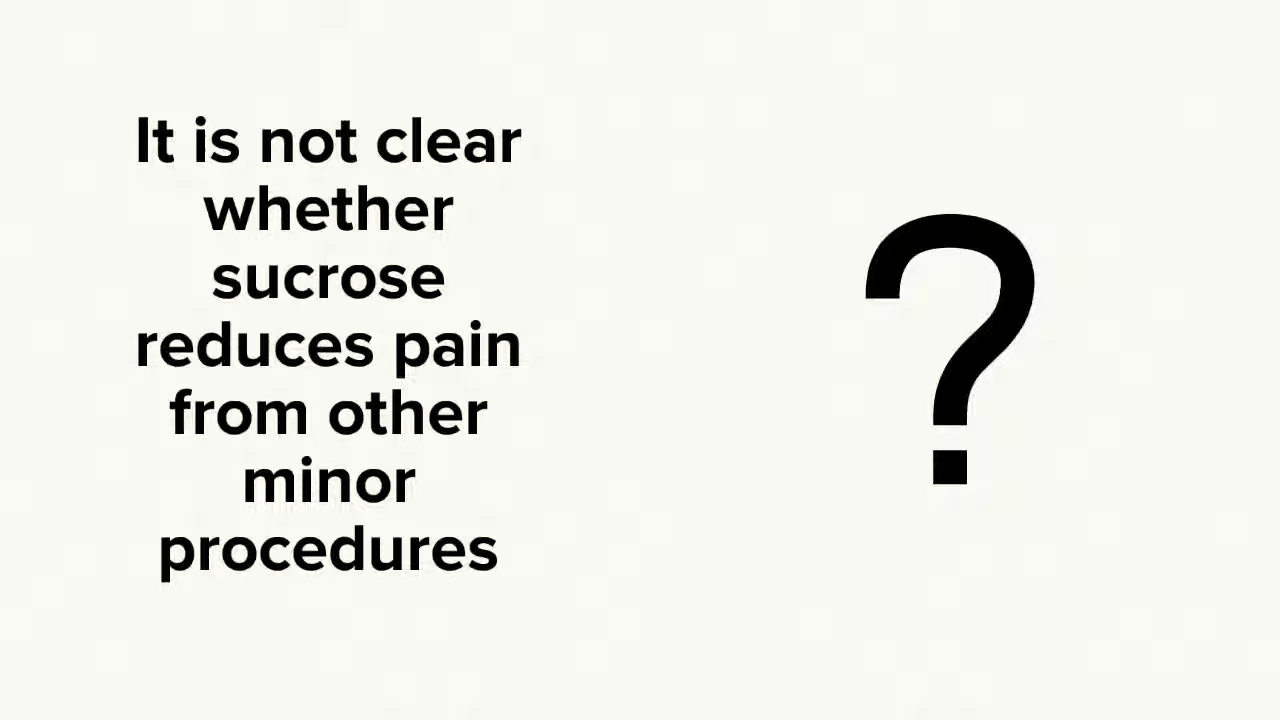 It is not clear
whether
sucrose
reduces pain
from other
minor
procedures
?